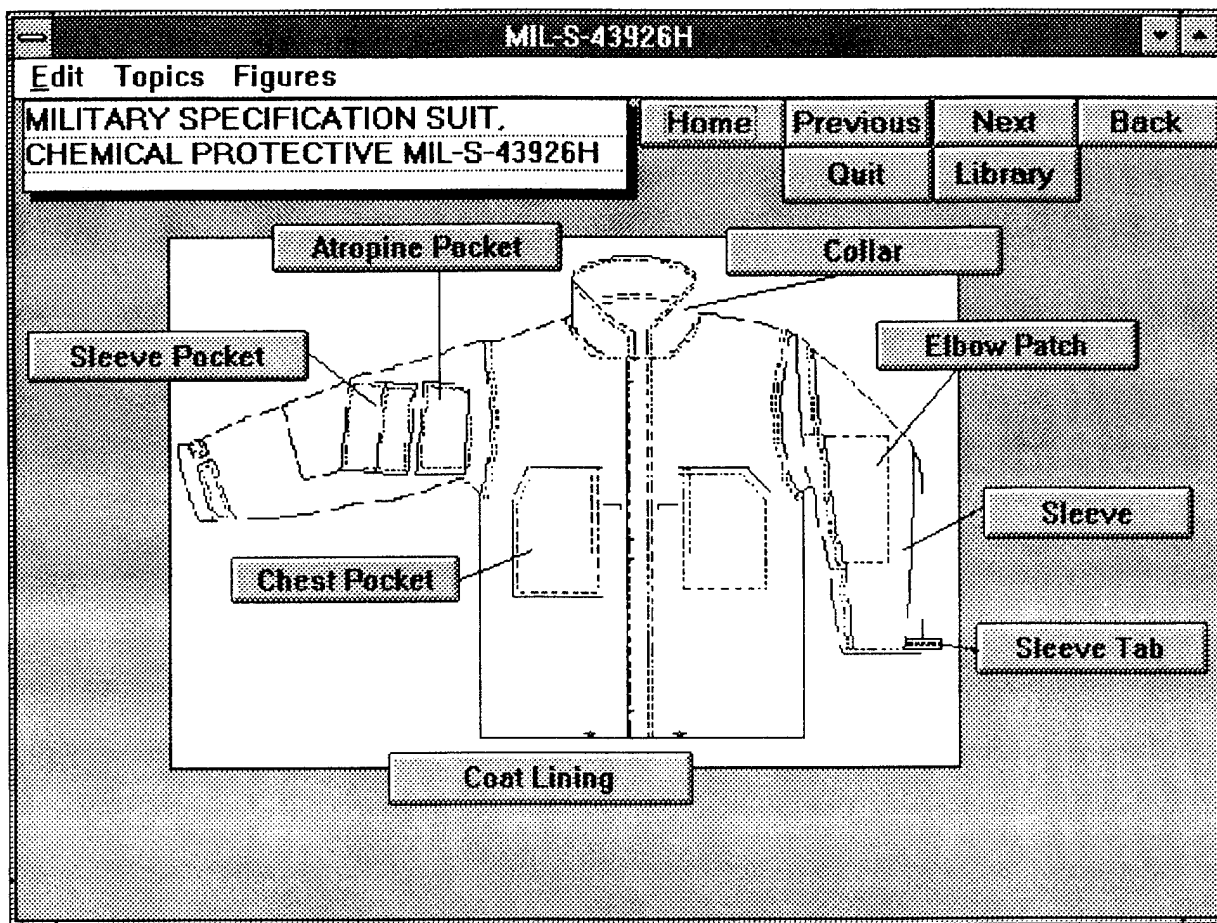 MIL-S-43926H
Edit Topics Figures
MILITARY SPECIFICATION SUIT,
CHEMICAL PROTECTIVE MIL-S-43926H
Home Previous Next Back
Quit Library
Atropine Pocket
Collar
Sleeve Pocket
Elbow Patch
Sleeve
Chest Pocket
Sleeve Tab
Coat Lining